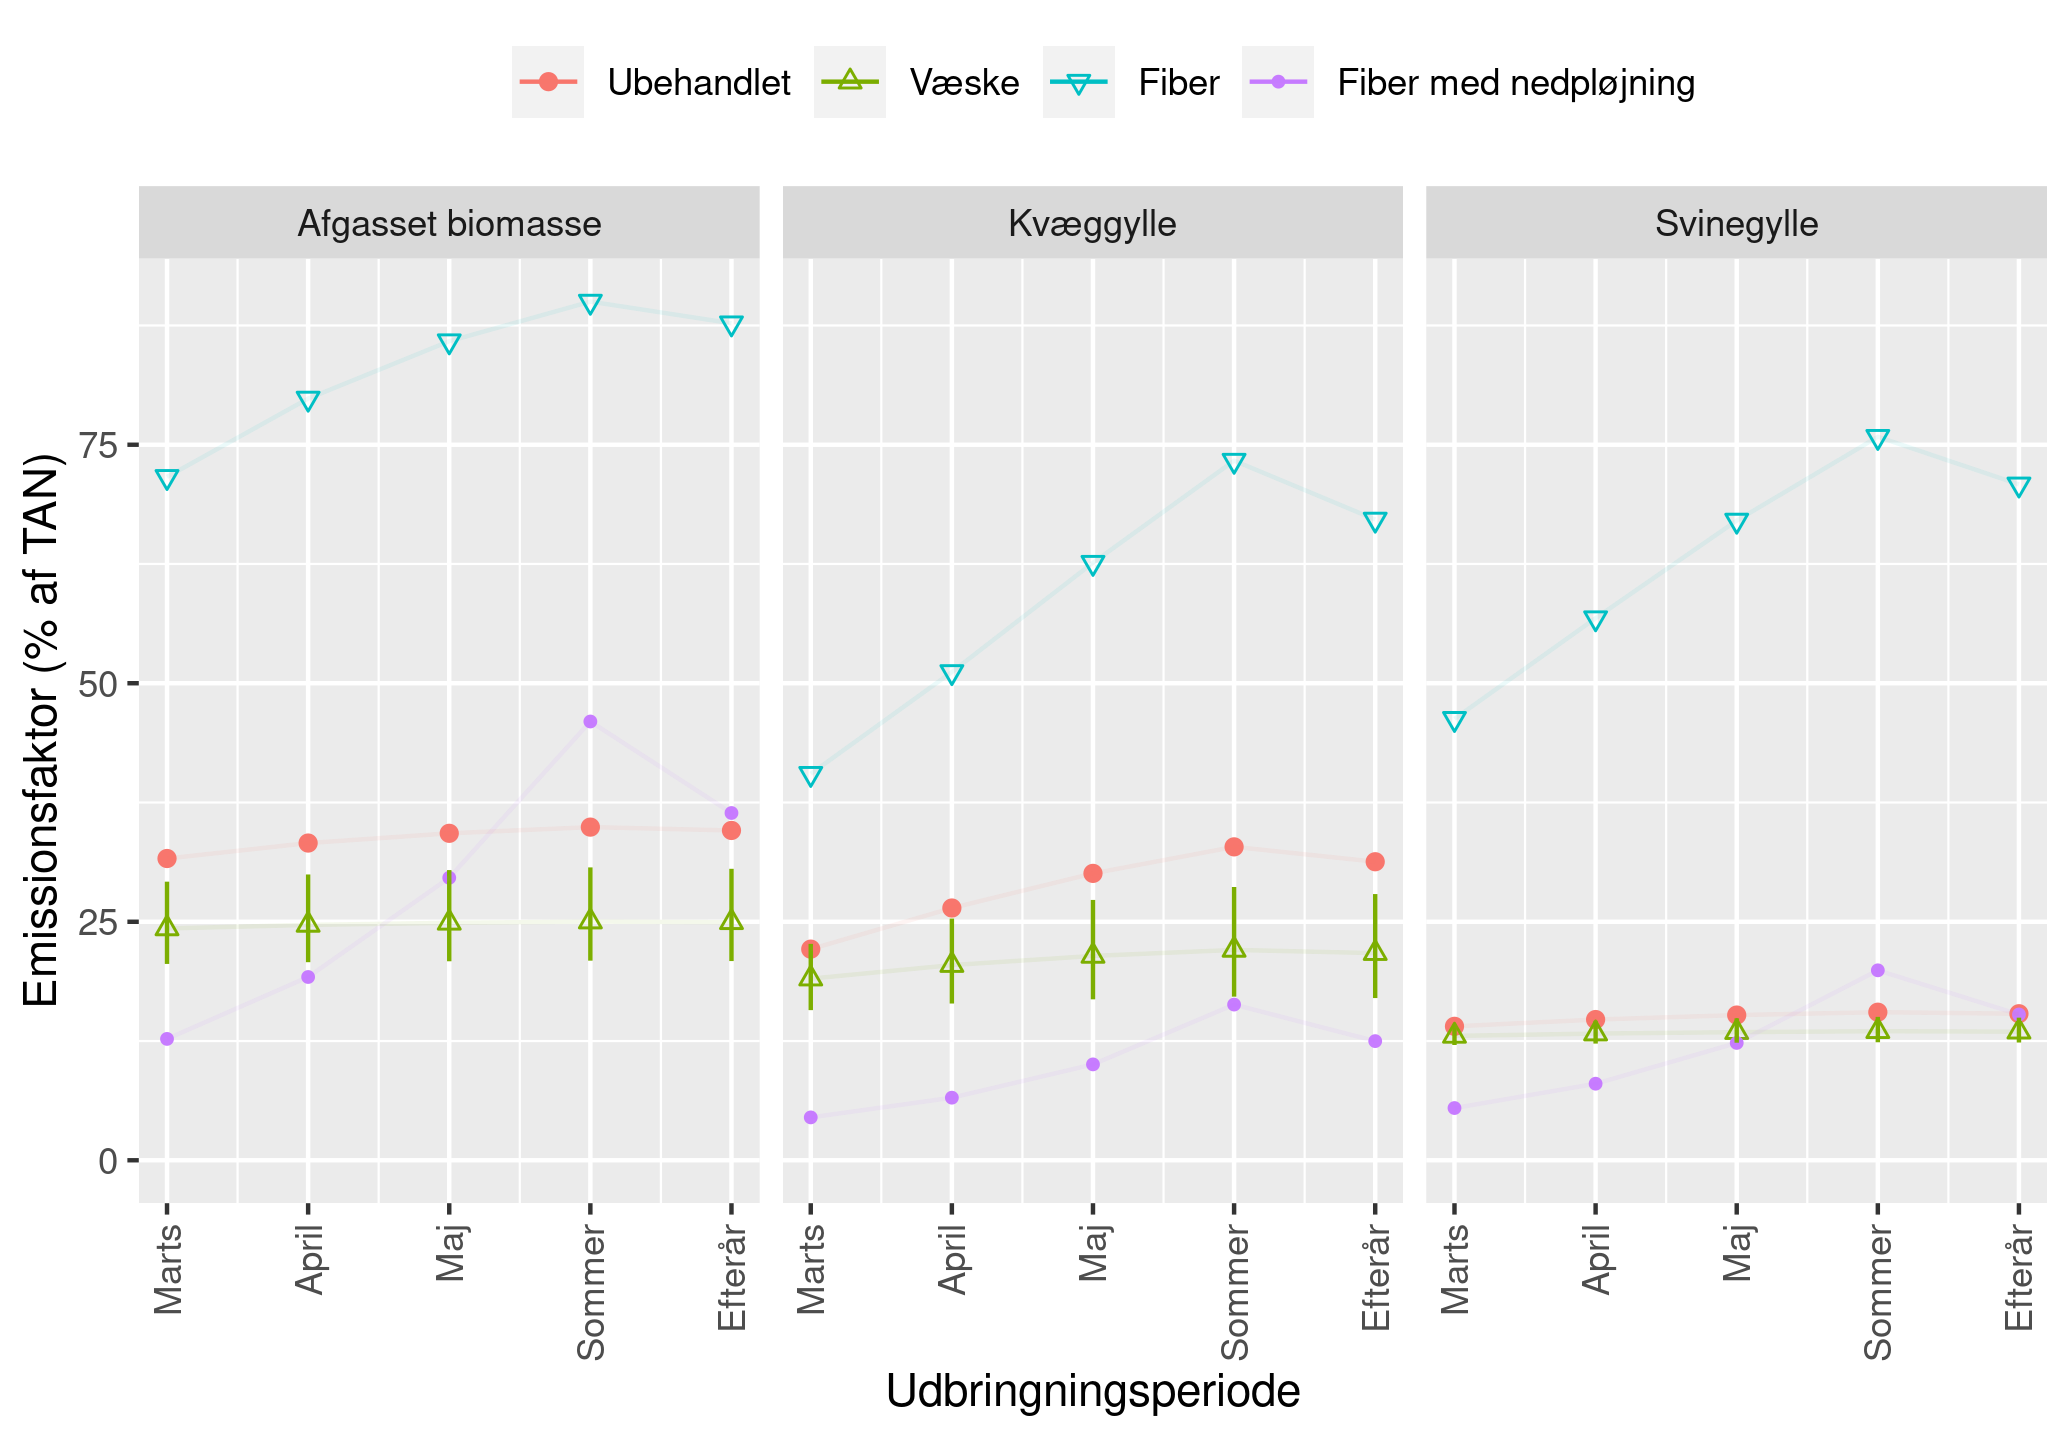 Ubehandlet Væske Fiber Fiber med nedpløjning
Afgasset biomasse Kvæggylle Svinegylle
Emissionsfaktor (% af TAN)
75
50
25
0
Marts April Maj Sommer Efterår Marts April Maj Sommer Efterår Marts April Maj Sommer Efterår
Udbringningsperiode